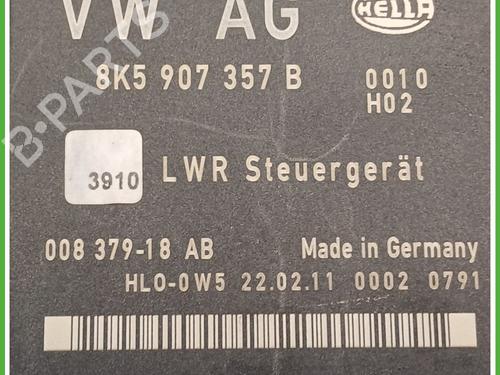 VW AG HELLA
8K5 907 357 B 0010
H02
3910 LWR Steuergerät
008 379-18 AB Made in Germany
HLO-0W5 22.02.11 0002 0791
B-PARTS